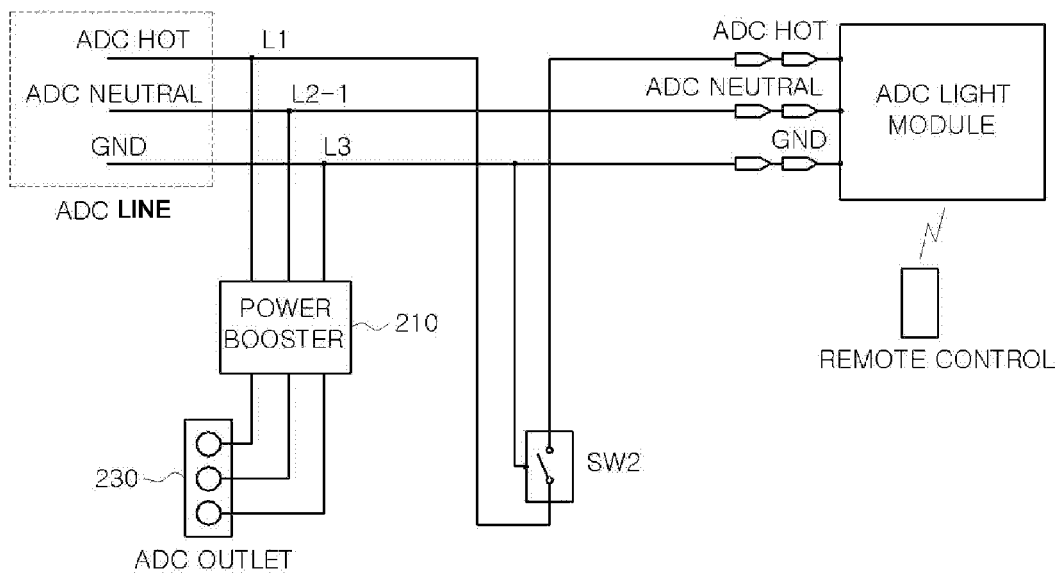 ADC HOT
L1
ADC HOT
ADC NEUTRAL
L2-1
ADC NEUTRAL
ADC LIGHT
MODULE
GND
L3
GND
ADC LINE
POWER
BOOSTER
210
REMOTE CONTROL
SW2
230
ADC OUTLET